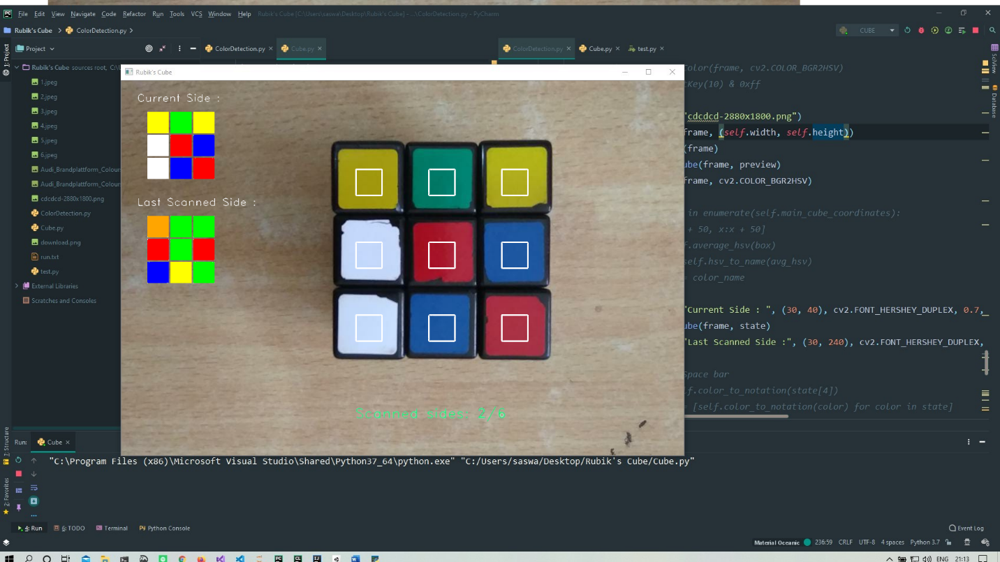 File Edit View Navigate Code Refactor Run Tools VCS Window Help Rubik's Cube [C:\Users\saswa\Desktop\Rubik's Cube] - ...\ColorDetection.py - PyCharm
Rubik's Cube ColorDetection.py CUBE
1: Project Project ColorDetection.py Cube.py ColorDetection.py Cube.py test.py
SciView
Database
Rubik's Cube sources root, C:\
1.jpeg
2.jpeg
3.jpeg
4.jpeg
5.jpeg
6.jpeg
Audi_Brandplattform_Colour
Audi_Brandplattform_Colour
cdcdcd-2880x1800.png
ColorDetection.py
Cube.py
download.png
run.txt
test.py
External Libraries
Scratches and Consoles
Rubik's Cube
Current Side :
Last Scanned Side :
Scanned sides: 2/6
Color(frame, cv2.COLOR_BGR2HSV)
tKey(10) & 0xff
"cdcdcd-2880x1800.png")
frame, (self.width, self.height))
(frame)
ube(frame, preview)
frame, cv2.COLOR_BGR2HSV)
in enumerate(self.main_cube_coordinates):
+ 50, x:x + 50]
f.average_hsv(box)
self.hsv_to_name(avg_hsv)
= color_name
"Current Side : ", (30, 40), cv2.FONT_HERSHEY_DUPLEX, 0.7,
ube(frame, state)
"Last Scanned Side :", (30, 240), cv2.FONT_HERSHEY_DUPLEX,
Space bar
lf.color_to_notation(state[4])
= [self.color_to_notation(color) for color in state]
7: Structure
2: Favorites
Run: Cube
"C:\Program Files (x86)\Microsoft Visual Studio\Shared\Python37_64\python.exe" "C:/Users/saswa/Desktop/Rubik's Cube/Cube.py"
4: Run 6: TODO Terminal Python Console Event Log
Material Oceanic 236:59 CRLF UTF-8 4 spaces Python 3.7
ENG 21:13